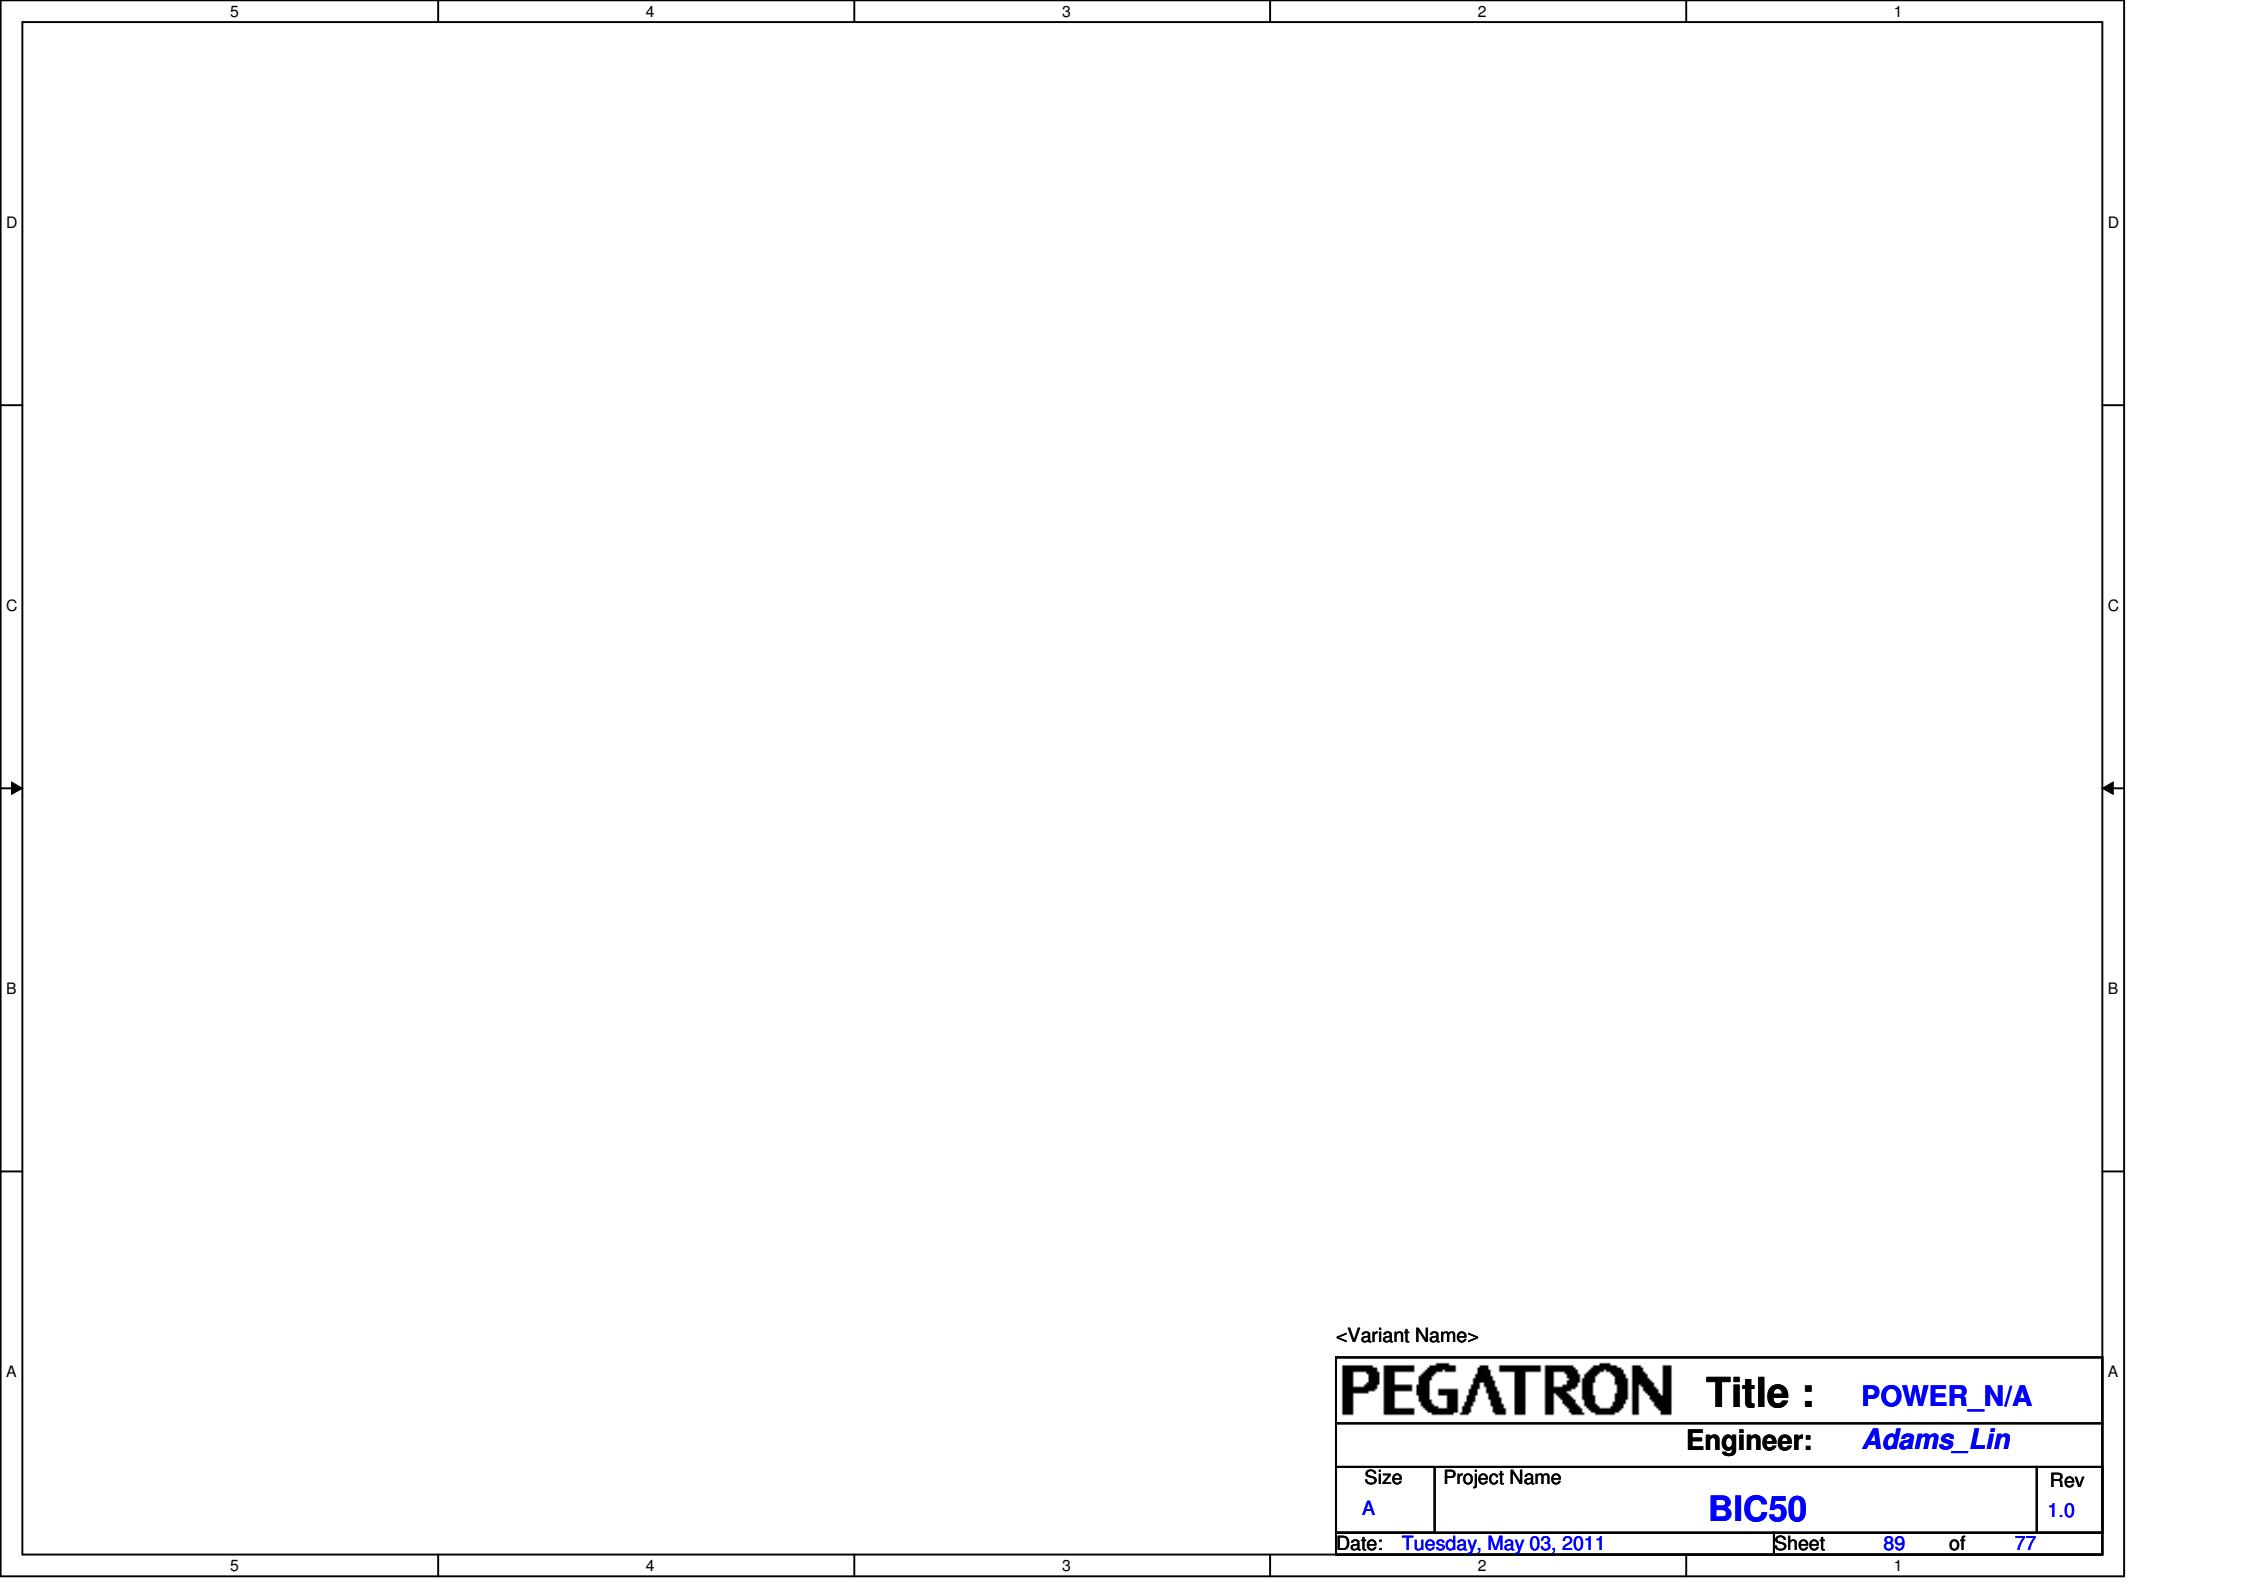 5 4 3 2 1
D D
C C
B B
<Variant Name>
A A
PEGATRON Title : POWER_N/A
Engineer: Adams_Lin
Size Project Name Rev
A BIC50 1.0
Date: Tuesday, May 03, 2011 Sheet 89 of 77
5 4 3 2 1